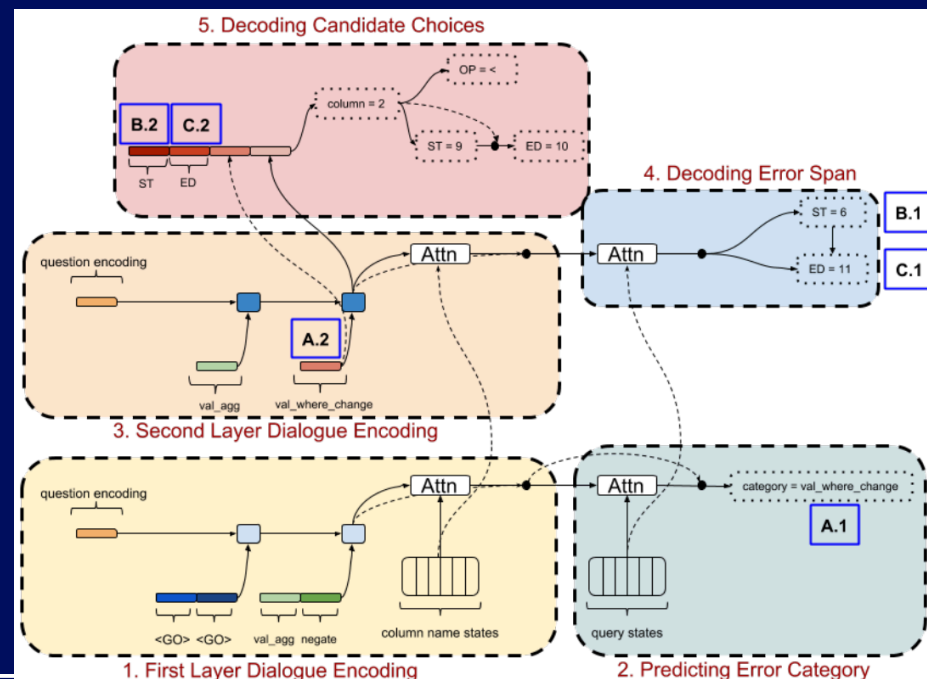 5. Decoding Candidate Choices
OP = <
column = 2
B.2
C.2
ST = 9
ED = 10
ST
ED
4. Decoding Error Span
ST = 6
B.1
ED = 11
C.1
Attn
Attn
question encoding
A.2
val_agg
val_where_change
3. Second Layer Dialogue Encoding
question encoding
Attn
Attn
category = val_where_change
A.1
<GO>
<GO>
val_agg
negate
column name states
query states
1. First Layer Dialogue Encoding
2. Predicting Error Category